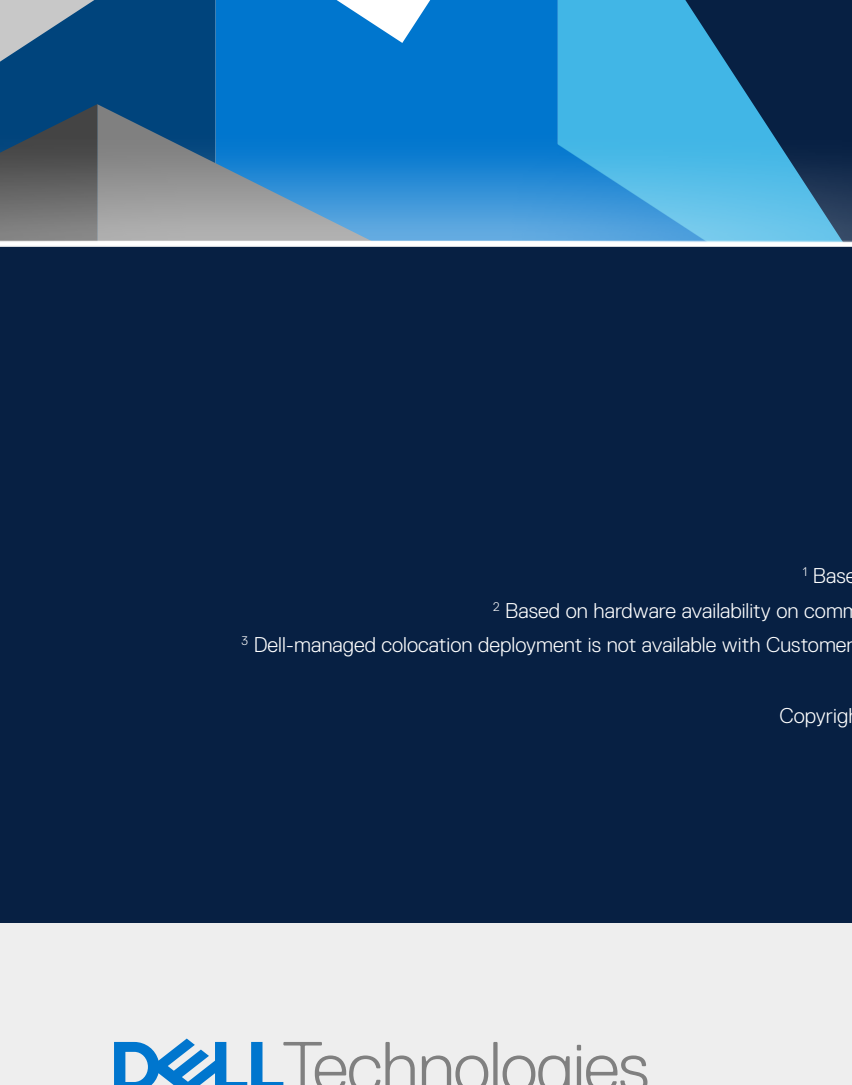 1 Base
2 Based on hardware availability on comm
3 Dell-managed colocation deployment is not available with Customer
Copyrigh
DELL Technologies